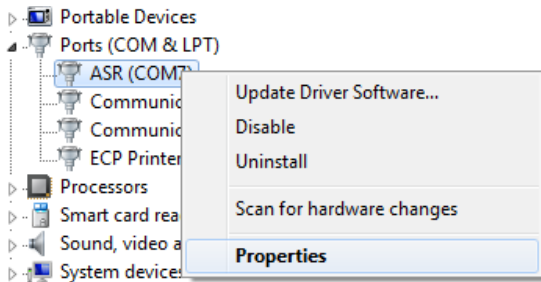 Portable Devices
Ports (COM & LPT)
ASR (COM7)
Communic
Communic
ECP Printer
Processors
Smart card rea
Sound, video a
System devices
Update Driver Software...
Disable
Uninstall
Scan for hardware changes
Properties